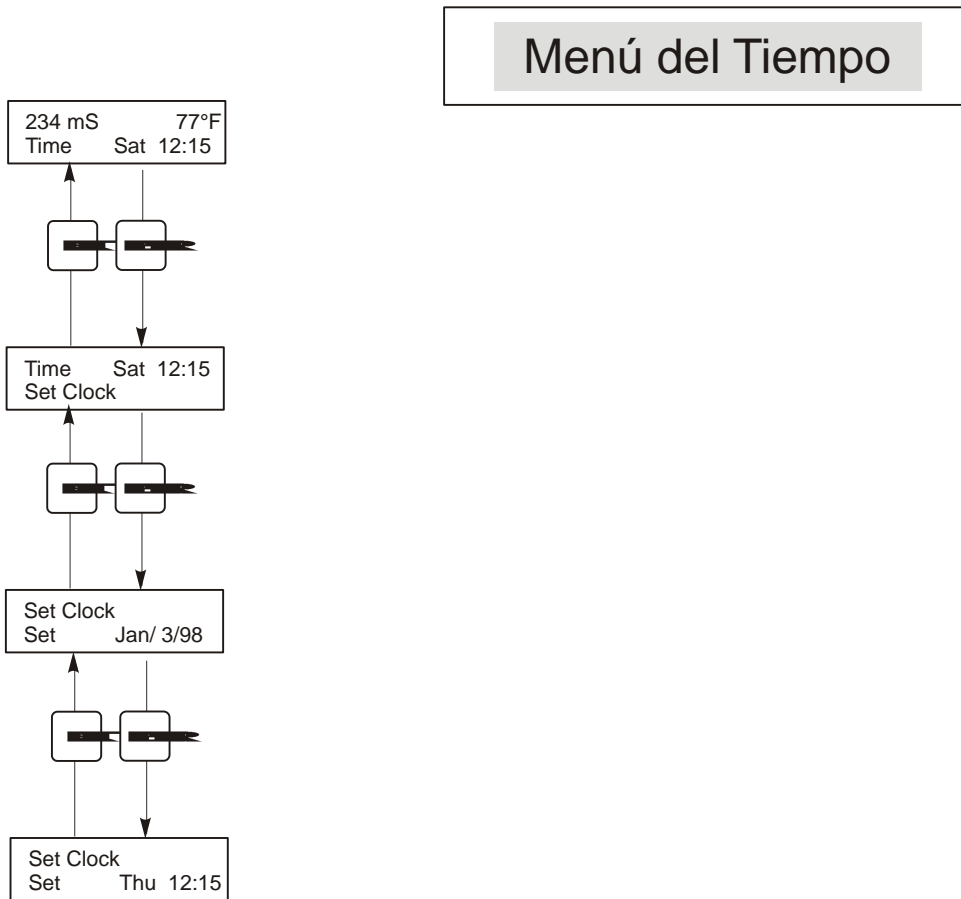 Menú del Tiempo
234 mS 77°F
Time Sat 12:15
Time Sat 12:15
Set Clock
Set Clock
Set Jan/ 3/98
Set Clock
Set Thu 12:15